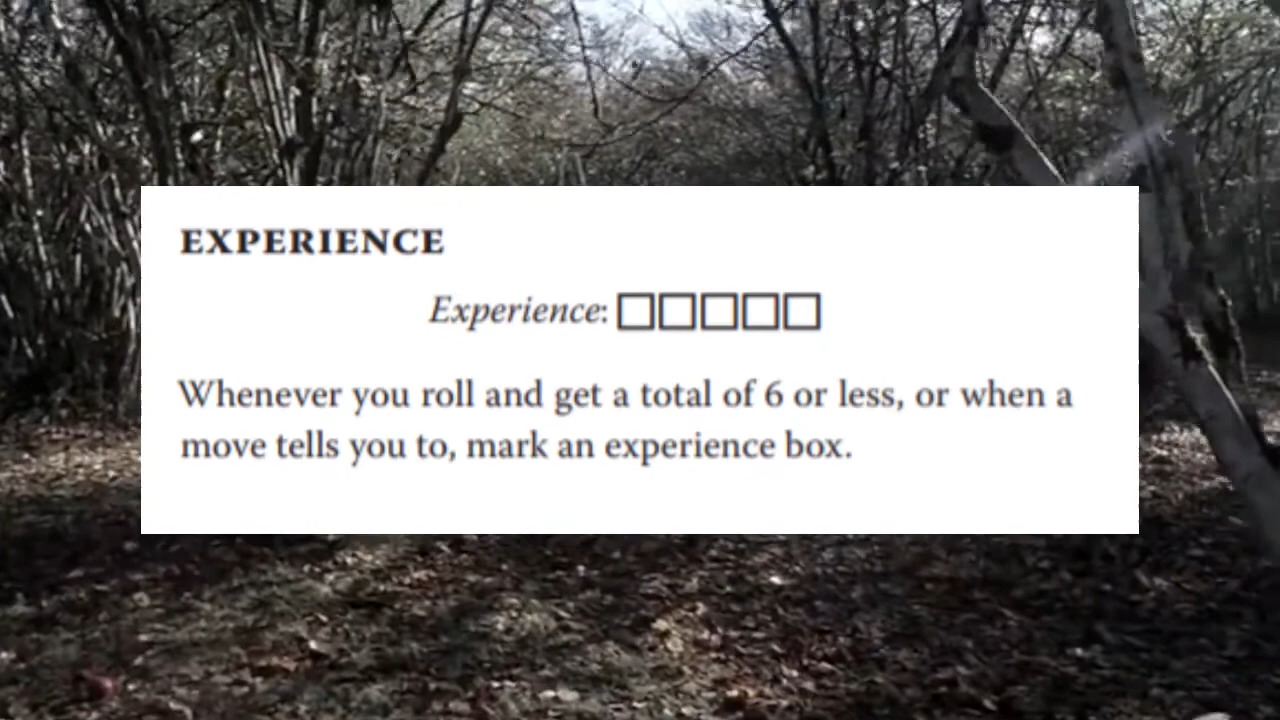 EXPERIENCE
Experience: □□□□□
Whenever you roll and get a total of 6 or less, or when a
move tells you to, mark an experience box.